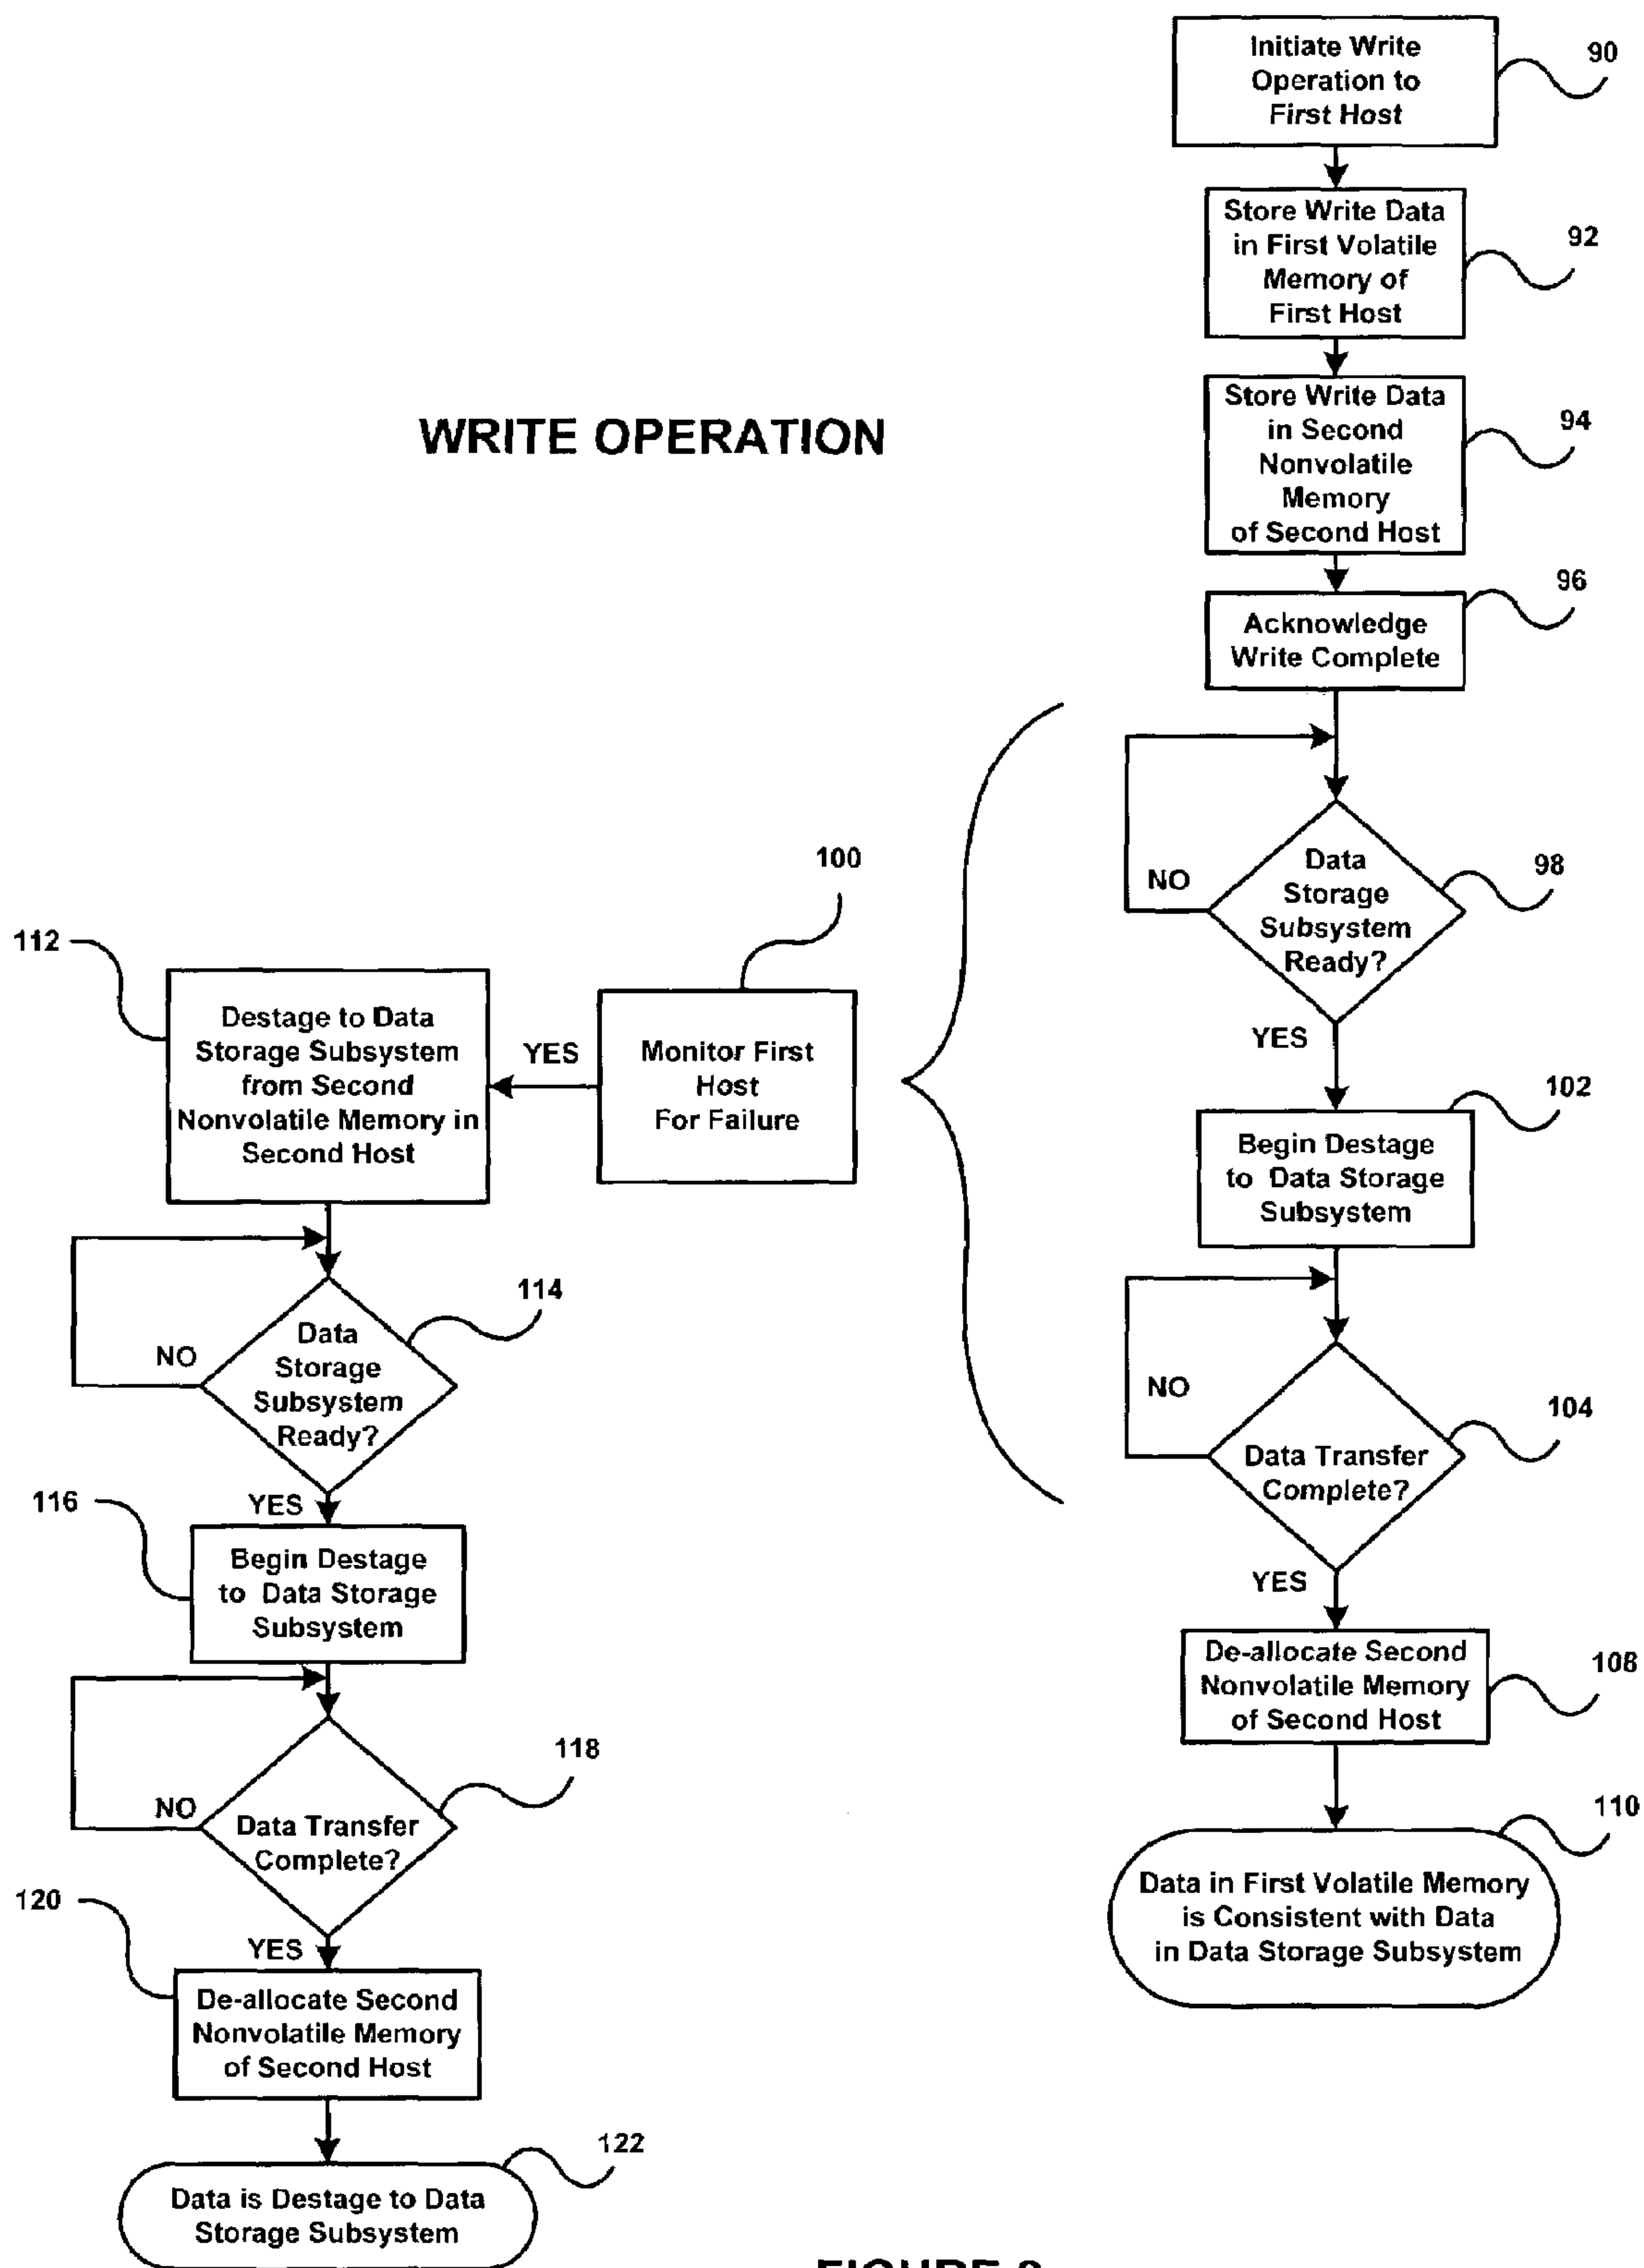 Initiate Write
Operation to
First Host
90
Store Write Data
in First Volatile
Memory of
First Host
92
WRITE OPERATION
Store Write Data
in Second
Nonvolatile
Memory
of Second Host
94
Acknowledge
Write Complete
96
Data
Storage
Subsystem
Ready?
98
NO
YES
100
Monitor First
Host
For Failure
YES
112
Destage to Data
Storage Subsystem
from Second
Nonvolatile Memory in
Second Host
102
Begin Destage
to Data Storage
Subsystem
114
Data
Storage
Subsystem
Ready?
NO
YES
104
Data Transfer
Complete?
NO
YES
116
Begin Destage
to Data Storage
Subsystem
De-allocate Second
Nonvolatile Memory
of Second Host
108
118
Data Transfer
Complete?
NO
YES
110
Data in First Volatile Memory
is Consistent with Data
in Data Storage Subsystem
120
De-allocate Second
Nonvolatile Memory
of Second Host
122
Data is Destage to Data
Storage Subsystem